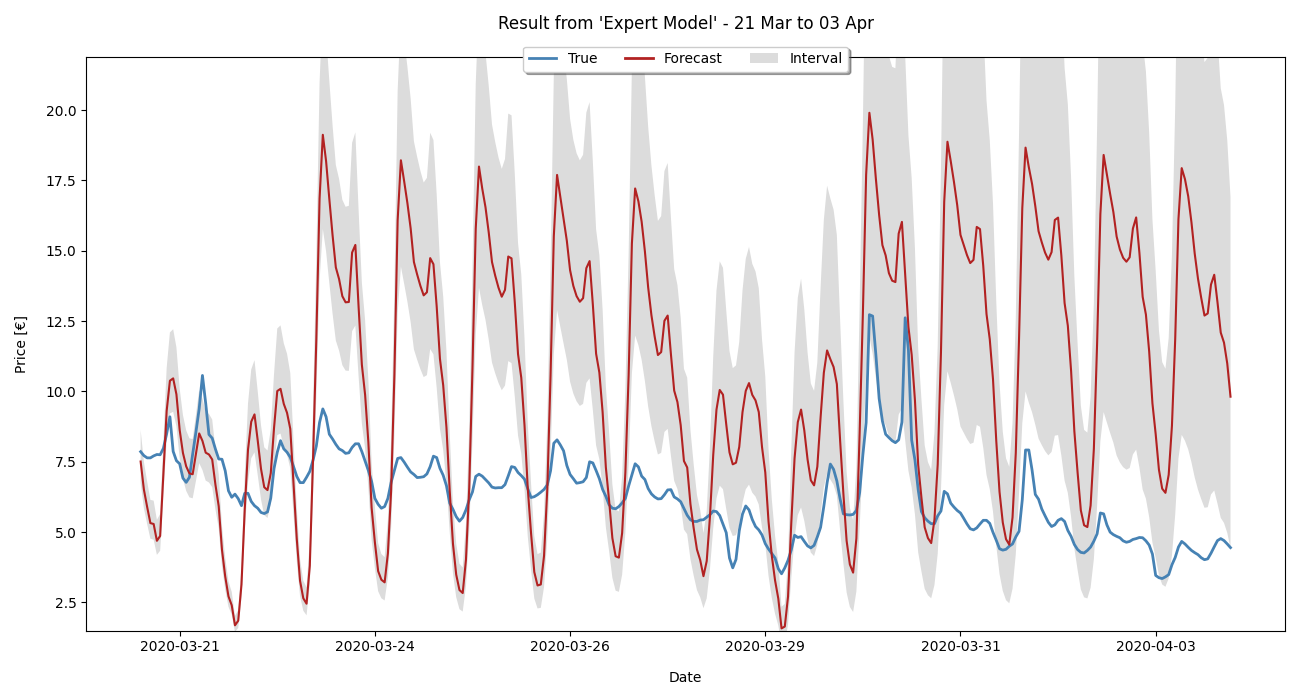 Result from 'Expert Model' - 21 Mar to 03 Apr
True Forecast Interval
20.0
17.5
15.0
12.5
10.0
7.5
5.0
2.5
Price [€]
2020-03-21 2020-03-24 2020-03-26 2020-03-29 2020-03-31 2020-04-03
Date